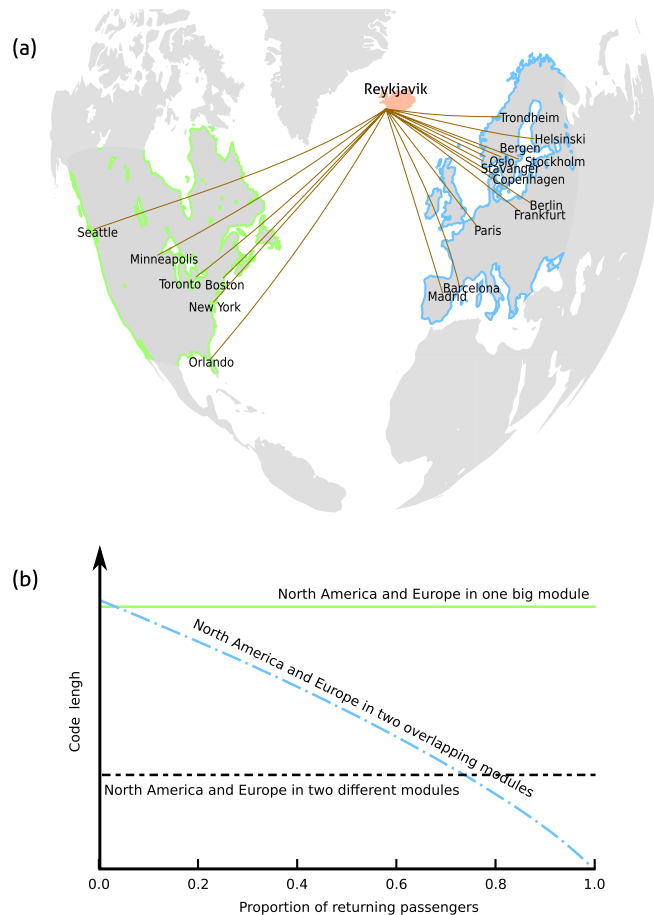 (a)
Reykjavik
Trondheim
Helsinski
Bergen
Oslo
Stockholm
Stavanger
Copenhagen
Berlin
Frankfurt
Paris
Barcelona
Madrid
Seattle
Minneapolis
Toronto
Boston
New York
Orlando
(b)
North America and Europe in one big module
North America and Europe in two overlapping modules
North America and Europe in two different modules
Code lengh
0.0 0.2 0.4 0.6 0.8 1.0
Proportion of returning passengers